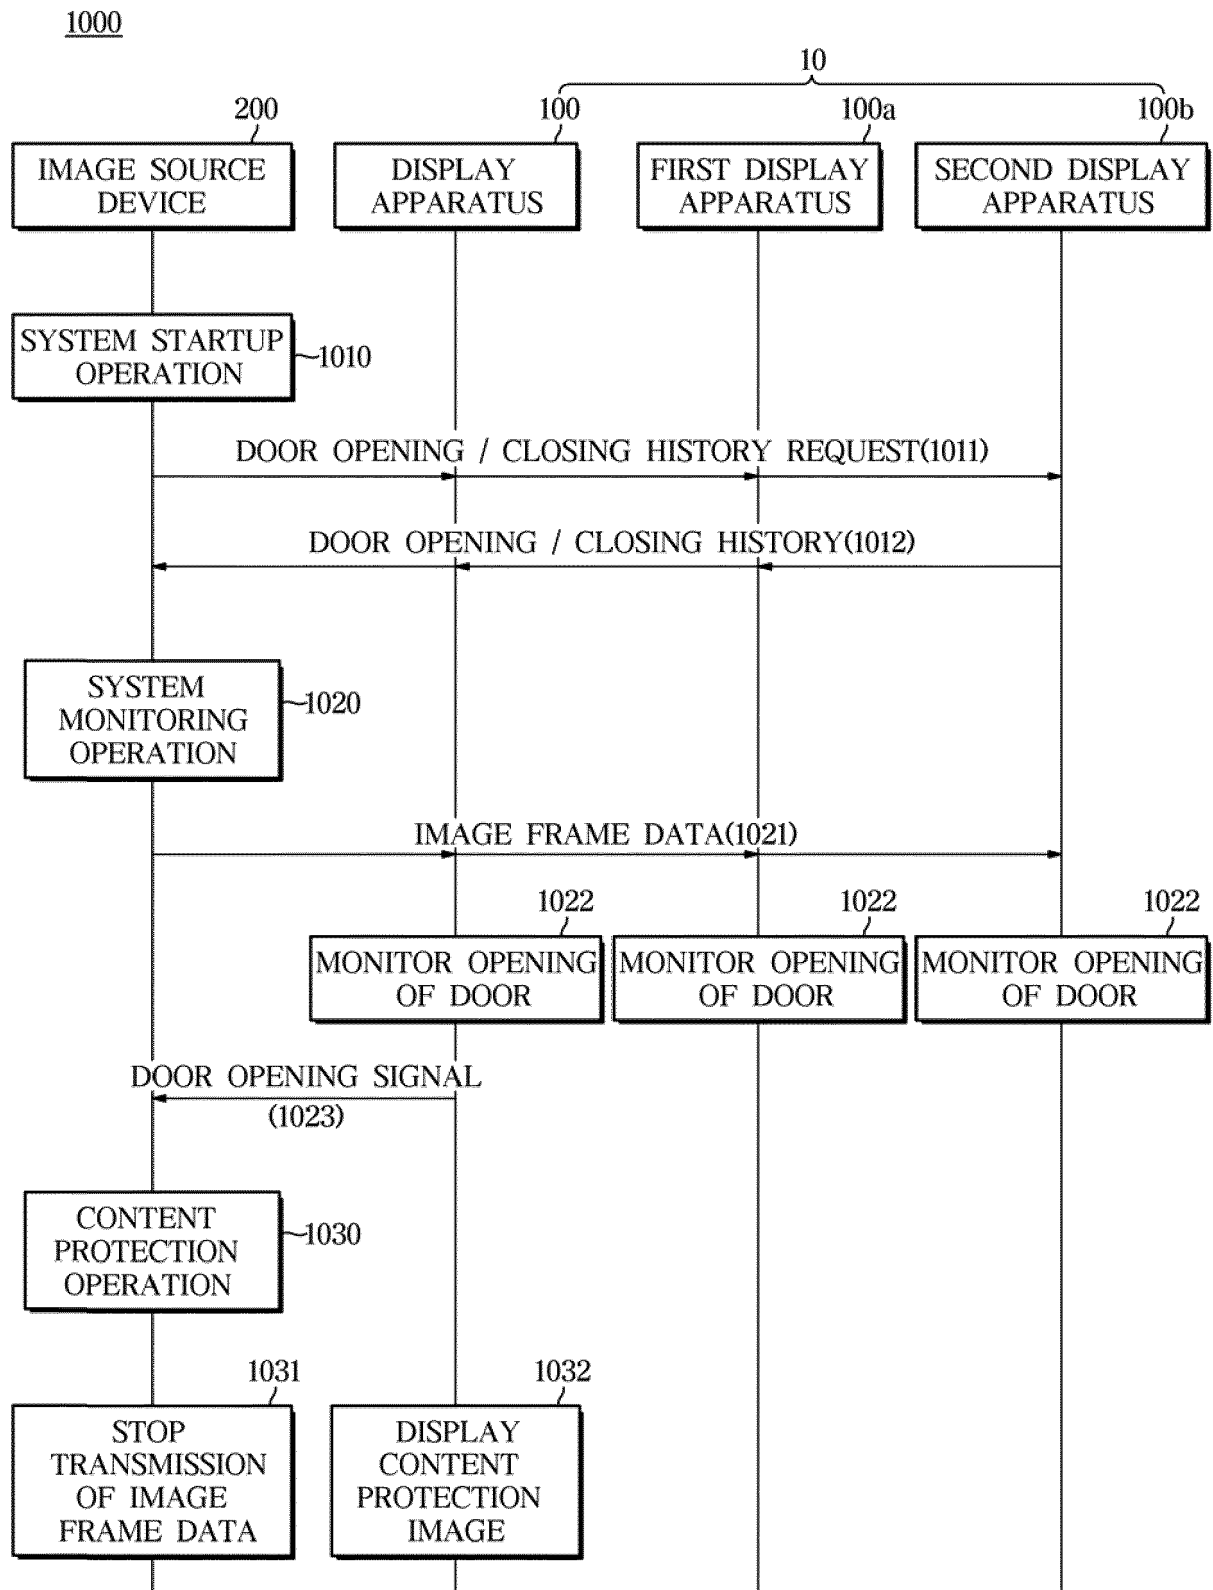 1000
10
200
100
100a
100b
IMAGE SOURCE
DEVICE
DISPLAY
APPARATUS
FIRST DISPLAY
APPARATUS
SECOND DISPLAY
APPARATUS
SYSTEM STARTUP
OPERATION
1010
DOOR OPENING / CLOSING HISTORY REQUEST(1011)
DOOR OPENING / CLOSING HISTORY(1012)
SYSTEM
MONITORING
OPERATION
1020
IMAGE FRAME DATA(1021)
1022
1022
1022
MONITOR OPENING
OF DOOR
MONITOR OPENING
OF DOOR
MONITOR OPENING
OF DOOR
DOOR OPENING SIGNAL
(1023)
CONTENT
PROTECTION
OPERATION
1030
1031
1032
STOP
TRANSMISSION
OF IMAGE
FRAME DATA
DISPLAY
CONTENT
PROTECTION
IMAGE